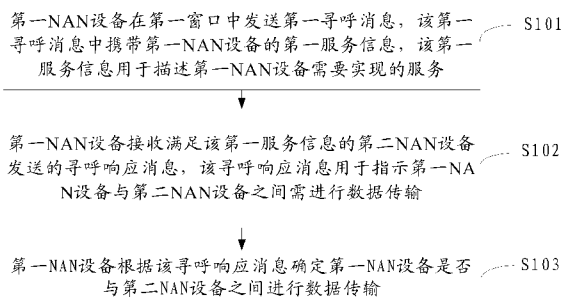 第一NAN设备在第一窗口中发送第一寻呼消息，该第
一寻呼消息中携带第一NAN设备的第一服务信息，该第一
服务信息用于描述第一NAN设备需要实现的服务
S101
第一NAN设备接收满足该第一服务信息的第二NAN设备
发送的寻呼响应消息，该寻呼响应消息用于指示第一NA
N设备与第二NAN设备之间需进行数据传输
S102
第一NAN设备根据该寻呼响应消息确定第一NAN设备是否
与第二NAN设备之间进行数据传输
S103